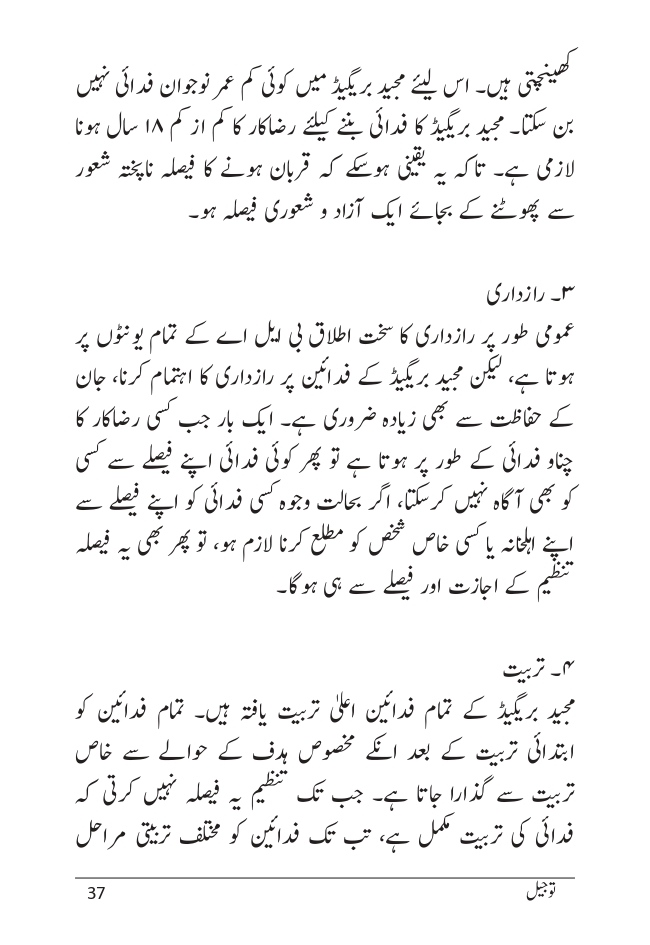 کھینچتی ہیں۔ اس لیئے مجید بریگیڈ میں کوئی کم عمر نوجوان فدائی نہیں
بن سکتا۔ مجید بریگیڈ کا فدائی بننے کیلئے رضاکار کا کم از کم ۱۸ سال ہونا
لازمی ہے۔ تاکہ یہ یقینی ہوسکے کہ قربان ہونے کا فیصلہ ناپختہ شعور
سے پھوٹنے کے بجائے ایک آزاد و شعوری فیصلہ ہو۔
۳۔ رازداری
عمومی طور پر رازداری کا سخت اطلاق بی ایل اے کے تمام یونٹوں پر
ہوتا ہے، لیکن مجید بریگیڈ کے فدائین پر رازداری کا اہتمام کرنا، جان
کے حفاظت سے بھی زیادہ ضروری ہے۔ ایک بار جب کسی رضاکار کا
چناو فدائی کے طور پر ہوتا ہے تو پھر کوئی فدائی اپنے فیصلے سے کسی
کو بھی آگاہ نہیں کرسکتا، اگر بحالت وجوہ کسی فدائی کو اپنے فیصلے سے
اپنے اہلخانہ یا کسی خاص شخص کو مطلع کرنا لازم ہو، تو پھر بھی یہ فیصلہ
تنظیم کے اجازت اور فیصلے سے ہی ہوگا۔
۴۔ تربیت
مجید بریگیڈ کے تمام فدائین اعلیٰ تربیت یافتہ ہیں۔ تمام فدائین کو
ابتدائی تربیت کے بعد انکے مخصوص ہدف کے حوالے سے خاص
تربیت سے گذارا جاتا ہے۔ جب تک تنظیم یہ فیصلہ نہیں کرتی کہ
فدائی کی تربیت مکمل ہے، تب تک فدائین کو مختلف تربیتی مراحل
توجیل
37